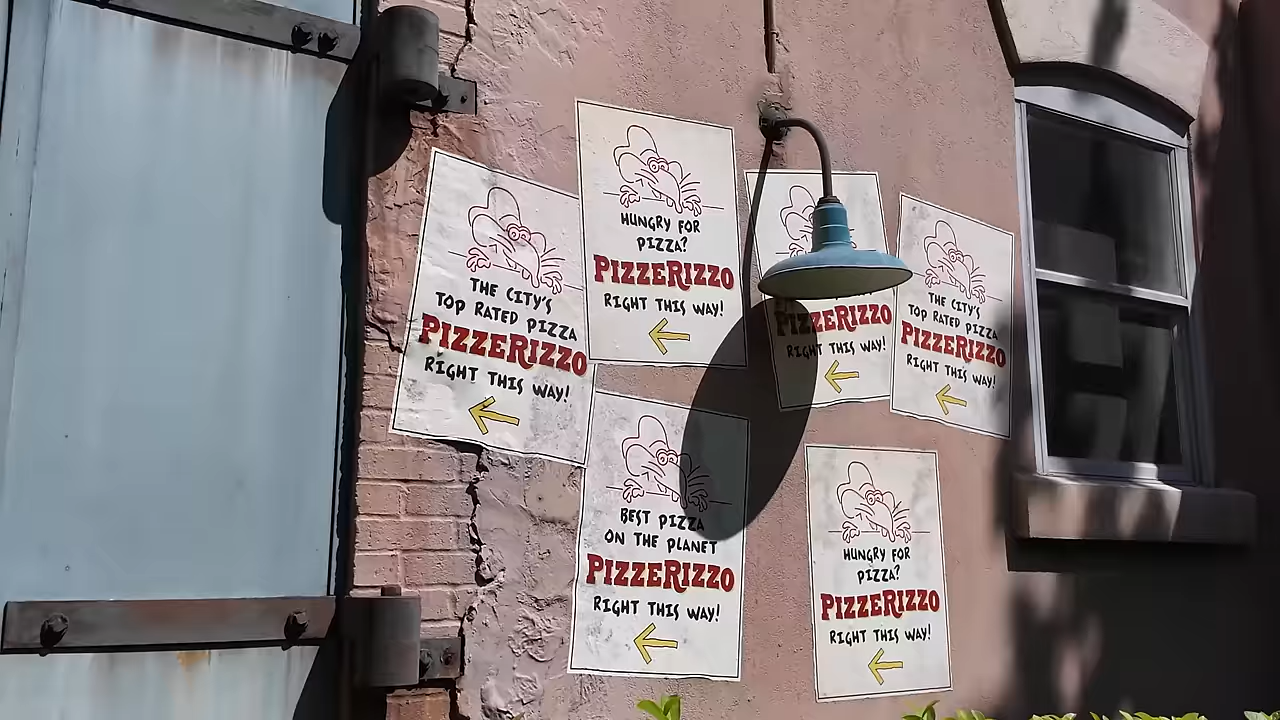 THE CITY'S
TOP RATED PIZZA
PIZZERIZZO
RIGHT THIS WAY!
HUNGRY FOR
PIZZA?
PIZZERIZZO
RIGHT THIS WAY!
PIZZERIZZO
RIGHT THIS WAY!
THE CITY'S
TOP RATED PIZZA
PIZZERIZZO
RIGHT THIS WAY!
BEST PIZZA
ON THE PLANET
PIZZERIZZO
RIGHT THIS WAY!
HUNGRY FOR
PIZZA?
PIZZERIZZO
RIGHT THIS WAY!